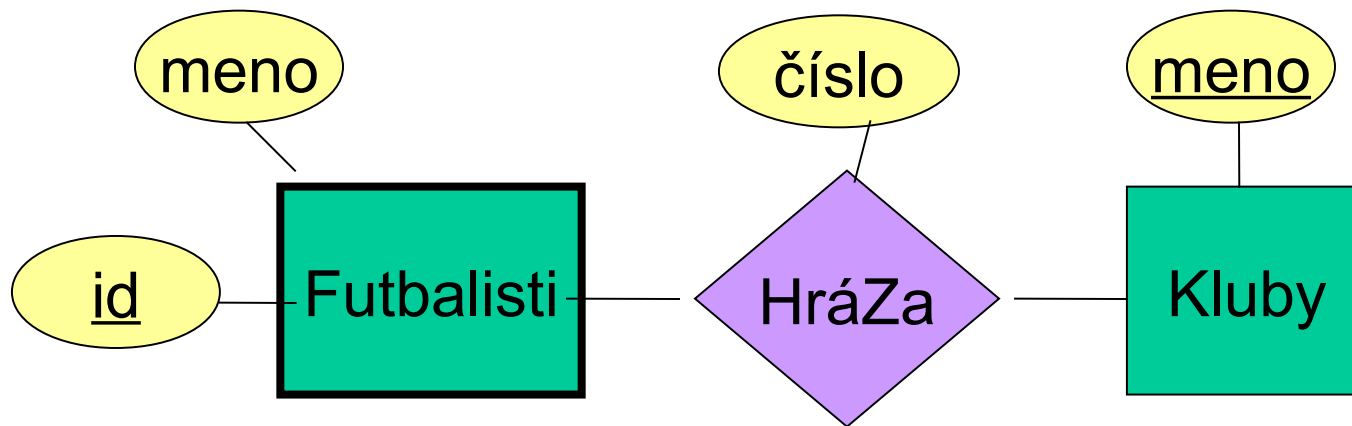 meno
číslo
meno
id
Futbalisti
HráZa
Kluby